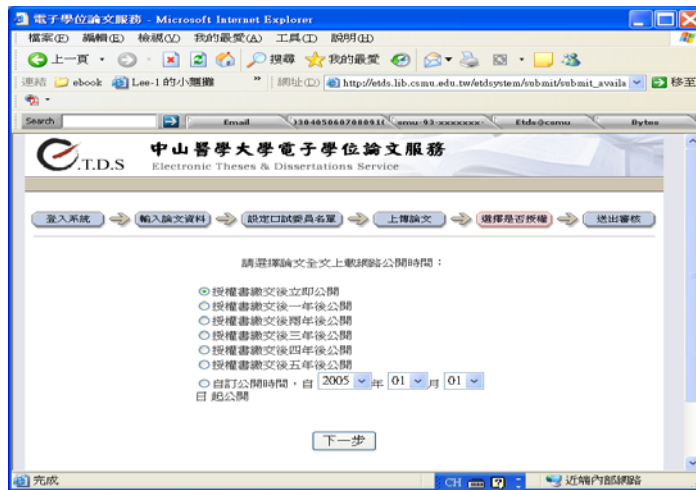 電子學位論文服務 - Microsoft Internet Explorer
檔案(F) 編輯(E) 檢視(V) 我的最愛(A) 工具(T) 說明(H)
上一頁 搜尋 我的最愛
連結 ebook Lee-1 的小 » 網址(D) http://etds.lib.csmu.edu.tw/etdsystem/submit/submit_availa 移至
Search Email Etds@csmu Bytes
C.T.D.S 中山醫學大學電子學位論文服務
Electronic Theses & Dissertations Service
登入系統 輸入論文資料 設定口試委員名單 上傳論文 選擇是否授權 送出審核
請選擇論文全文上載網路公開時間：
授權書繳交後立即公開
授權書繳交後一年後公開
授權書繳交後兩年後公開
授權書繳交後三年後公開
授權書繳交後四年後公開
授權書繳交後五年後公開
自訂公開時間，自 2005 年 01 月 01
日 起公開
下一步
完成 CH 近端內部網路